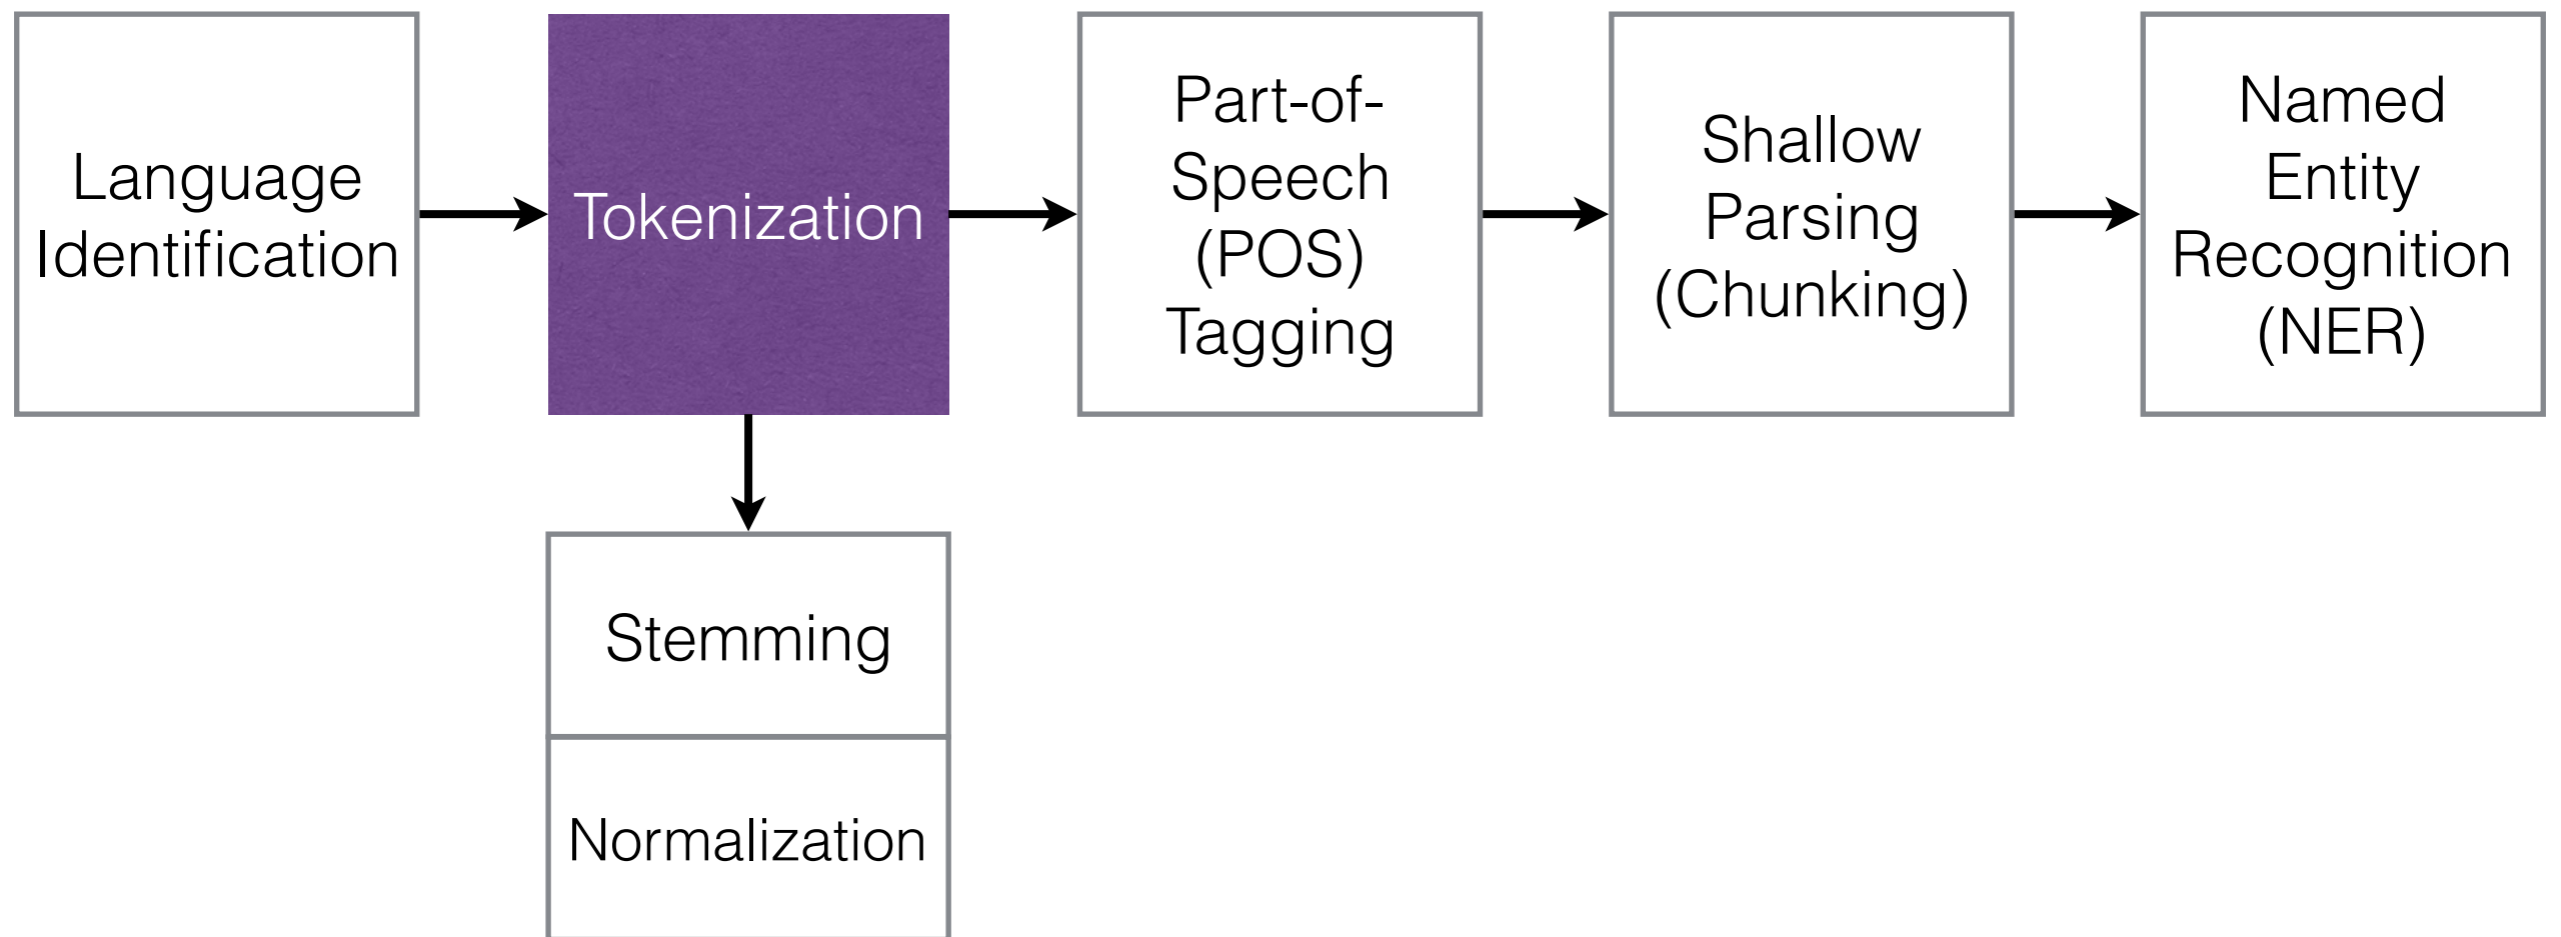 Language
Identification
Tokenization
Part-of-
Speech
(POS)
Tagging
Shallow
Parsing
(Chunking)
Named
Entity
Recognition
(NER)
Stemming
Normalization